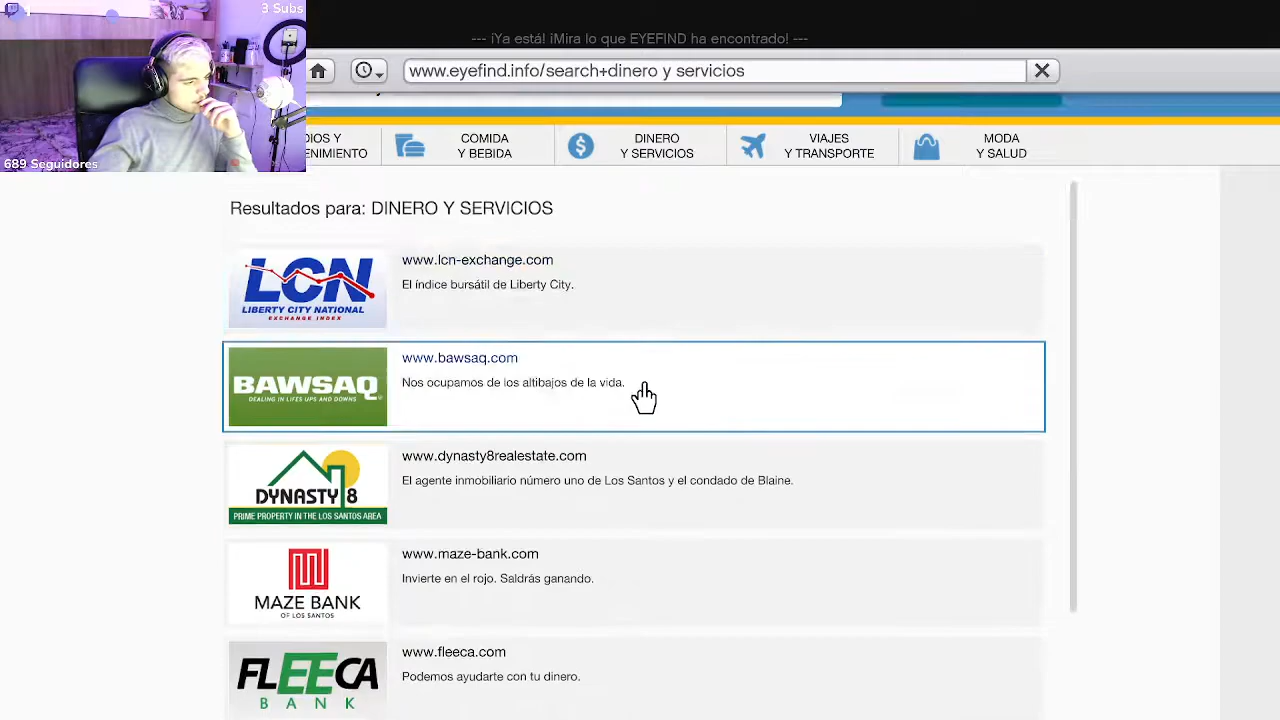 3 Subs
689 Seguidores
--- ¡Ya está! ¡Mira lo que EYEFIND ha encontrado! ---
www.eyefind.info/search+dinero y servicios
DIOS Y
ENIMIENTO
COMIDA
Y BEBIDA
DINERO
Y SERVICIOS
VIAJES
Y TRANSPORTE
MODA
Y SALUD
Resultados para: DINERO Y SERVICIOS
LCN
LIBERTY CITY NATIONAL
EXCHANGE INDEX
www.lcn-exchange.com
El índice bursátil de Liberty City.
BAWSAQ
DEALING IN LIFES UPS AND DOWNS
www.bawsaq.com
Nos ocupamos de los altibajos de la vida.
DYNASTY 8
PRIME PROPERTY IN THE LOS SANTOS AREA
www.dynasty8realestate.com
El agente inmobiliario número uno de Los Santos y el condado de Blaine.
MAZE BANK
OF LOS SANTOS
www.maze-bank.com
Invierte en el rojo. Saldrás ganando.
FLEECA
BANK
www.fleeca.com
Podemos ayudarte con tu dinero.